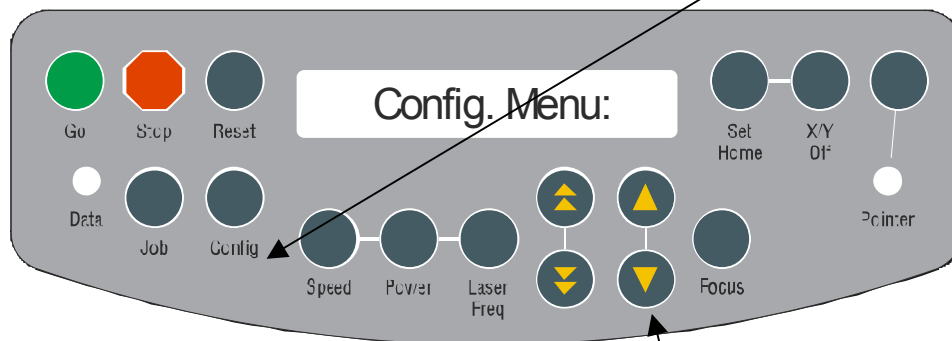 Config. Menu:
Go
Stop
Reset
Set
Home
X/Y
Off
Data
Job
Config
Pointer
Speed
Power
Laser
Freq
Focus